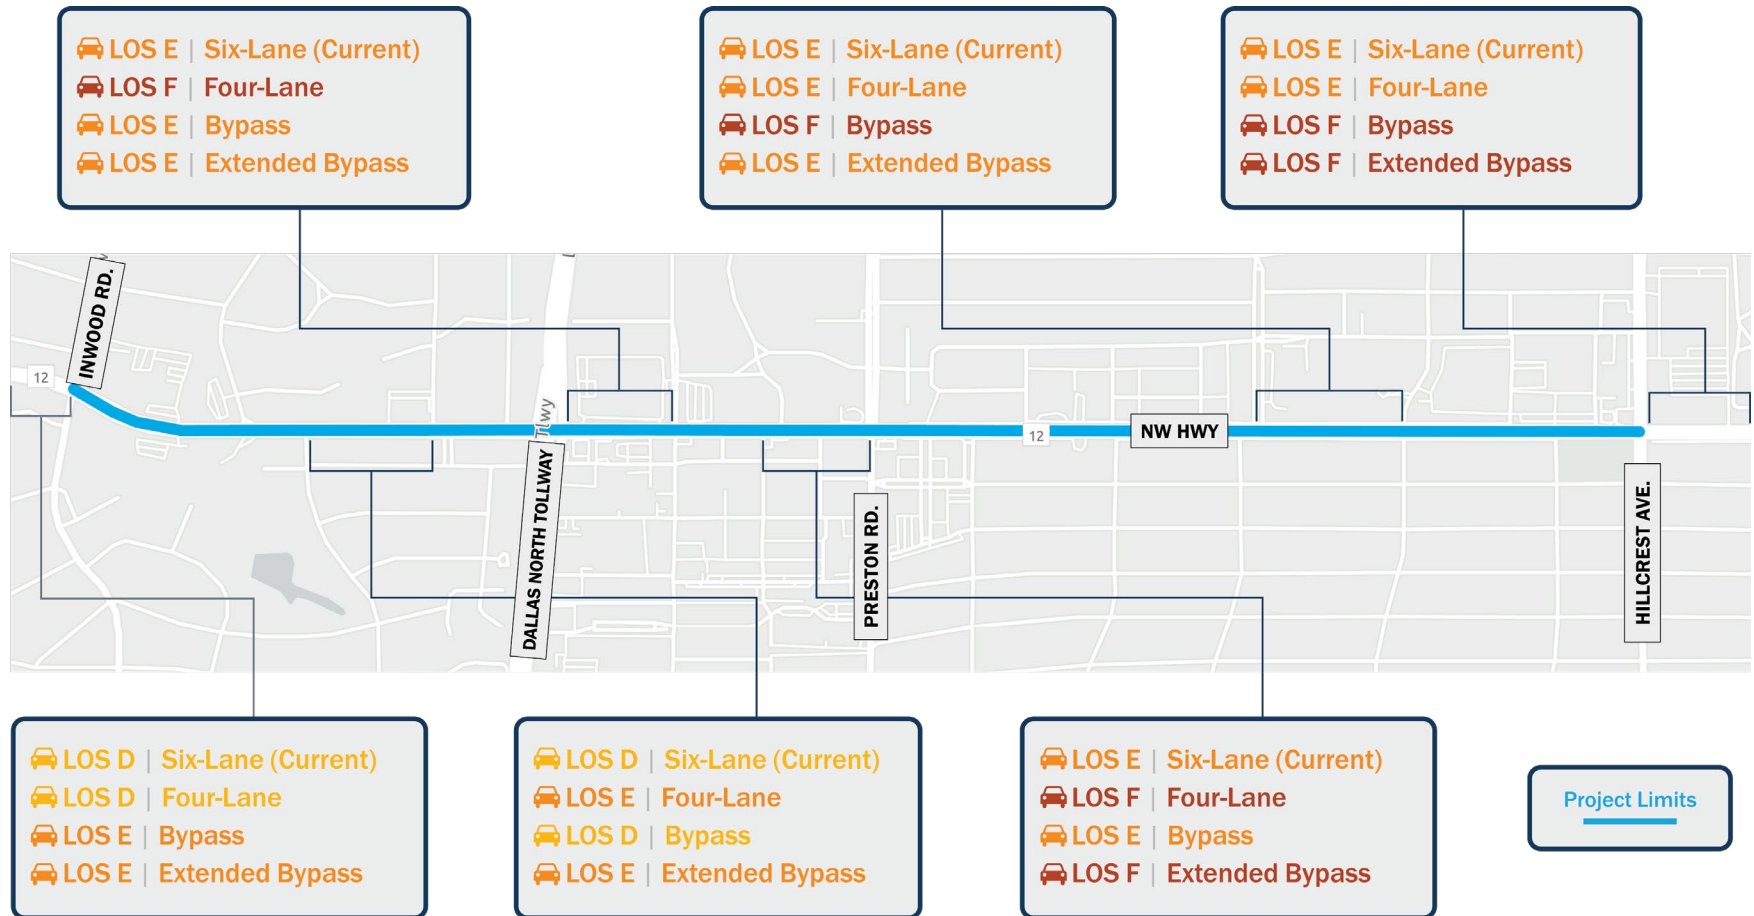 LOS E | Six-Lane (Current)
LOS F | Four-Lane
LOS E | Bypass
LOS E | Extended Bypass
LOS E | Six-Lane (Current)
LOS E | Four-Lane
LOS F | Bypass
LOS E | Extended Bypass
LOS E | Six-Lane (Current)
LOS E | Four-Lane
LOS F | Bypass
LOS F | Extended Bypass
INWOOD RD.
12
Tlwy
DALLAS NORTH TOLLWAY
PRESTON RD.
12
NW HWY
HILLCREST AVE.
LOS D | Six-Lane (Current)
LOS D | Four-Lane
LOS E | Bypass
LOS E | Extended Bypass
LOS D | Six-Lane (Current)
LOS E | Four-Lane
LOS D | Bypass
LOS E | Extended Bypass
LOS E | Six-Lane (Current)
LOS F | Four-Lane
LOS E | Bypass
LOS F | Extended Bypass
Project Limits